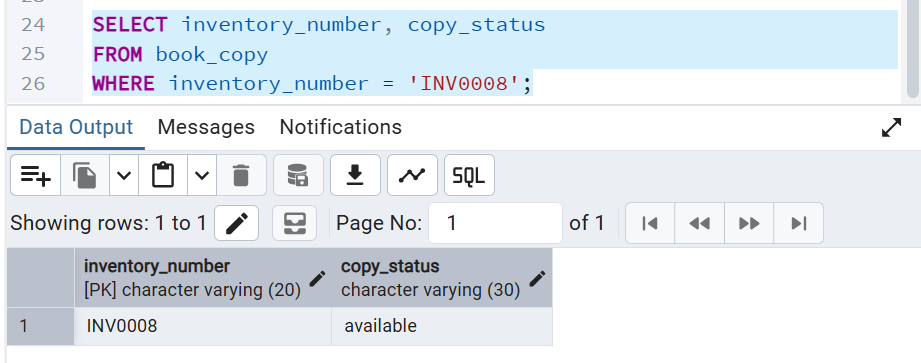 24 SELECT inventory_number, copy_status
25 FROM book_copy
26 WHERE inventory_number = 'INV0008';
Data Output Messages Notifications
SQL
Showing rows: 1 to 1 Page No: 1 of 1
inventory_number copy_status
[PK] character varying (20) character varying (30)
1 INV0008 available